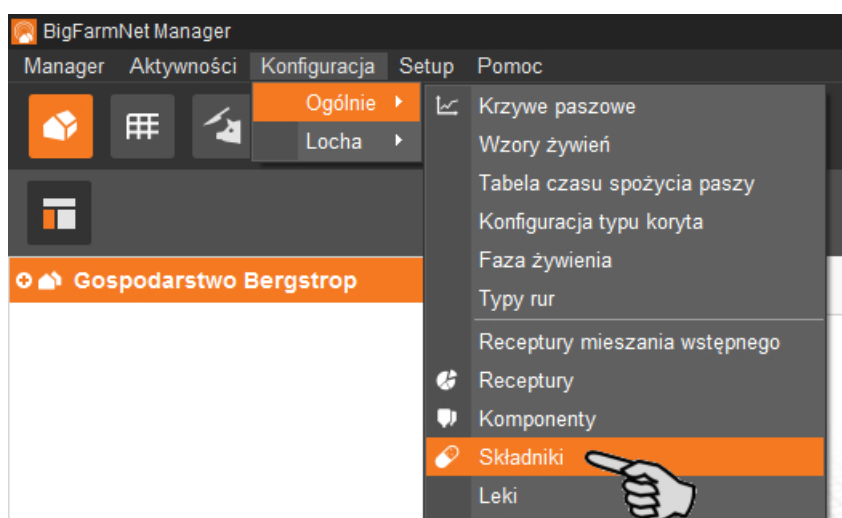 BigFarmNet Manager
Manager Aktywności Konfiguracja Setup Pomoc
Ogólnie
Locha
Krzywe paszowe
Wzory żywień
Tabela czasu spożycia paszy
Konfiguracja typu koryta
Faza żywienia
Typy rur
Receptury mieszania wstępnego
Receptury
Komponenty
Składniki
Leki
Gospodarstwo Bergstrop